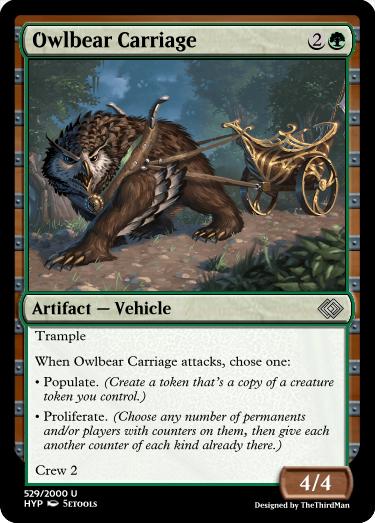 Owlbear Carriage 2
Artifact — Vehicle
Trample
When Owlbear Carriage attacks, chose one:
• Populate. (Create a token that's a copy of a creature
token you control.)
• Proliferate. (Choose any number of permanents
and/or players with counters on them, then give each
another counter of each kind already there.)
Crew 2
4/4
529/2000 U
HYP 5ETOOLS
Designed by TheThirdMan